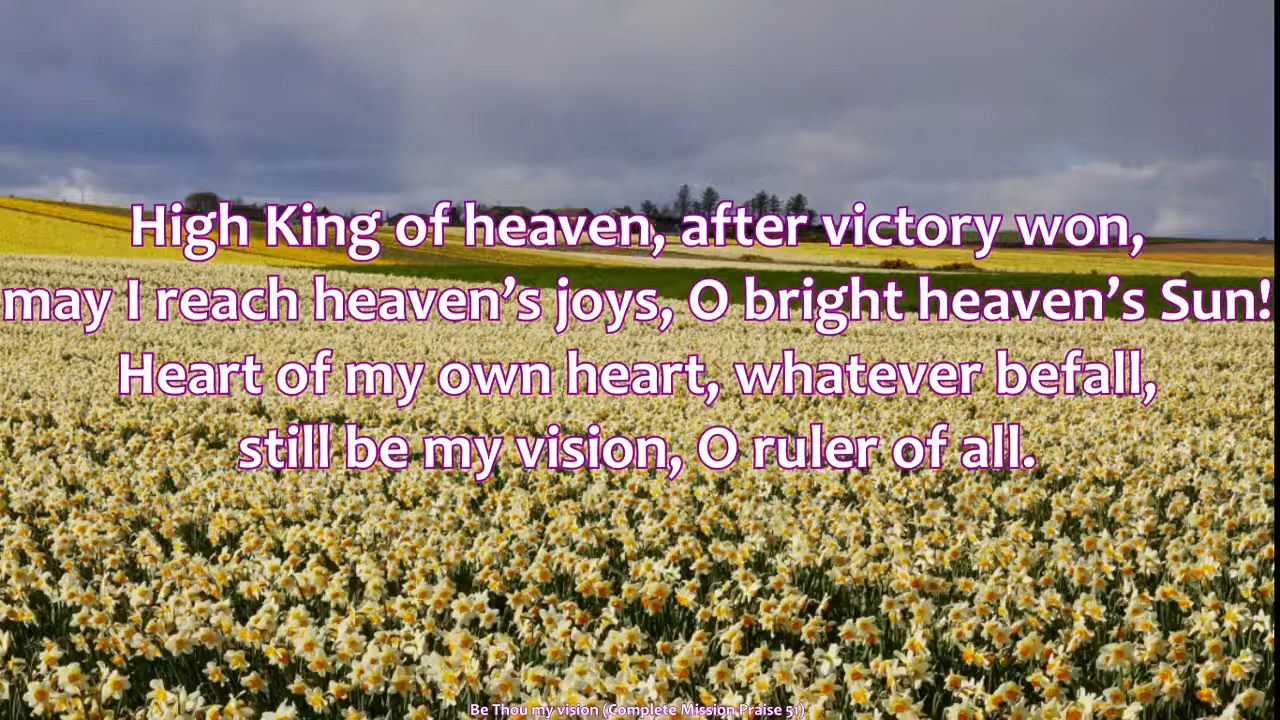 High King of heaven, after victory won,
may I reach heaven’s joys, O bright heaven’s Sun!
Heart of my own heart, whatever befall,
still be my vision, O ruler of all.
Be Thou my vision (Complete Mission Praise 51)